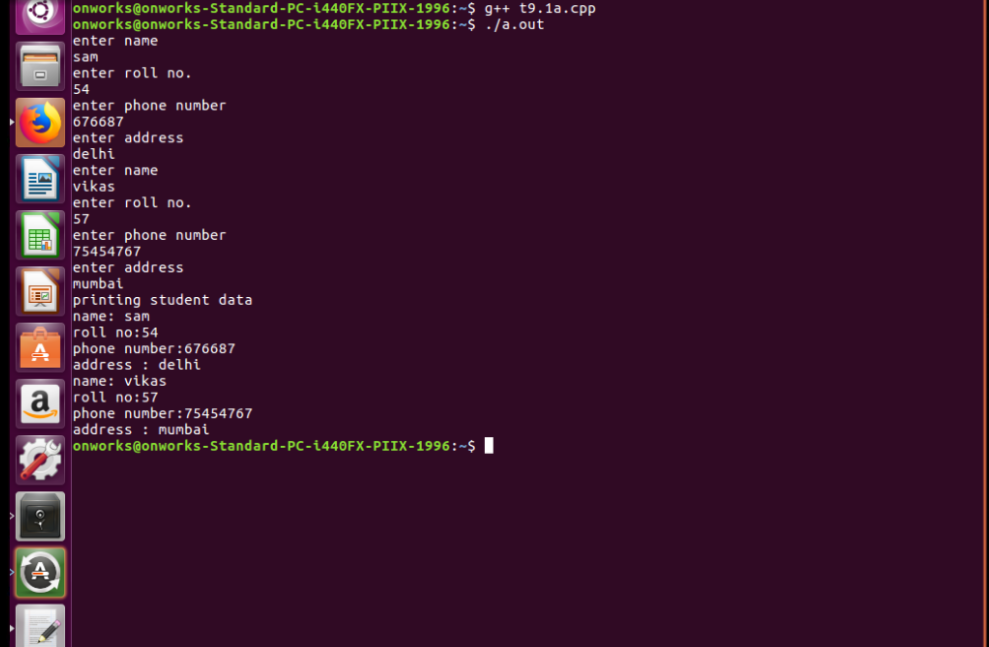 onworks@onworks-Standard-PC-i440FX-PIIX-1996:~$ g++ t9.1a.cpp
onworks@onworks-Standard-PC-i440FX-PIIX-1996:~$ ./a.out
enter name
sam
enter roll no.
54
enter phone number
676687
enter address
delhi
enter name
vikas
enter roll no.
57
enter phone number
75454767
enter address
mumbai
printing student data
name: sam
roll no:54
phone number:676687
address : delhi
name: vikas
roll no:57
phone number:75454767
address : mumbai
onworks@onworks-Standard-PC-i440FX-PIIX-1996:~$